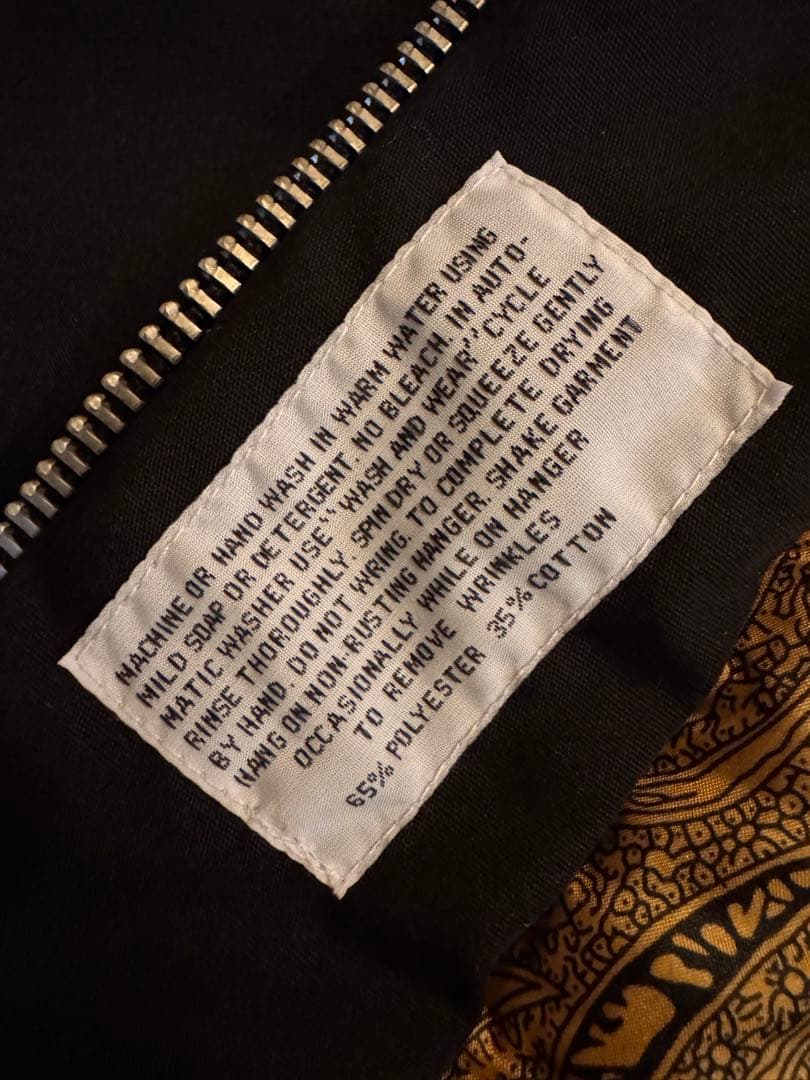 MACHINE OR HAND WASH IN WARM WATER USING
MILD SOAP OR DETERGENT. NO BLEACH. IN AUTO-
MATIC WASHER USE "WASH AND WEAR" CYCLE
RINSE THOROUGHLY. SPIN DRY OR SQUEEZE GENTLY
BY HAND. DO NOT WRING. TO COMPLETE DRYING
HANG ON NON-RUSTING HANGER. SHAKE GARMENT
OCCASIONALLY WHILE ON HANGER
TO REMOVE WRINKLES
65% POLYESTER 35% COTTON